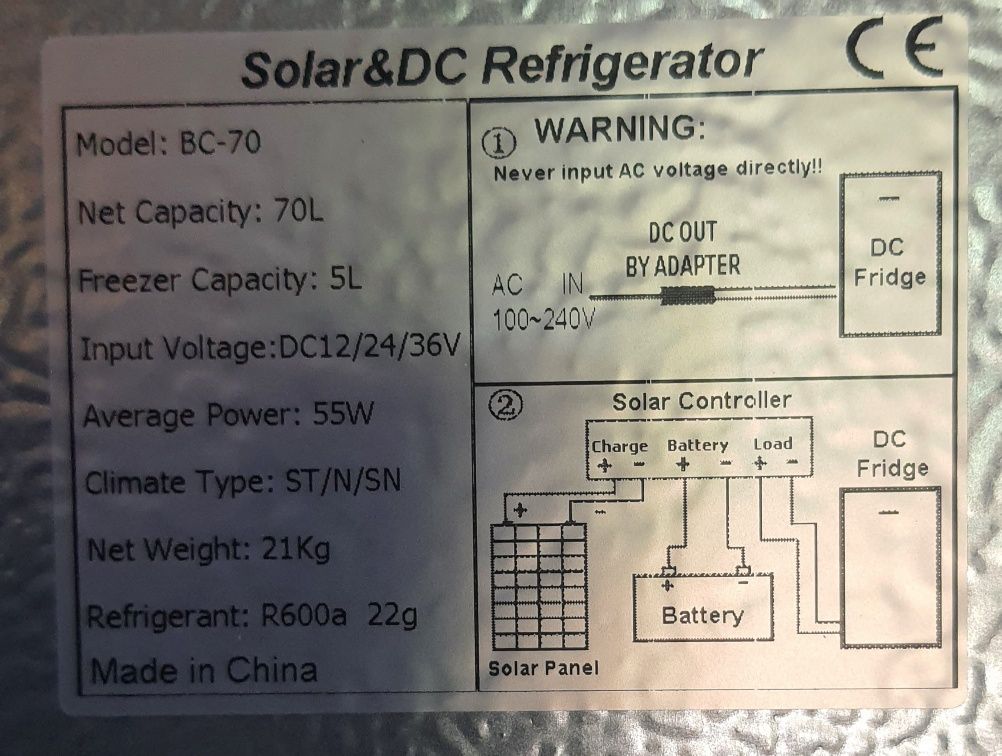 Solar&DC Refrigerator CE
Model: BC-70
Net Capacity: 70L
Freezer Capacity: 5L
Input Voltage:DC12/24/36V
Average Power: 55W
Climate Type: ST/N/SN
Net Weight: 21Kg
Refrigerant: R600a 22g
Made in China
① WARNING:
Never input AC voltage directly!!
DC OUT
BY ADAPTER
AC IN
100~240V
DC
Fridge
②
Solar Controller
Charge Battery Load
+ - + - + -
DC
Fridge
+ -
+ -
Battery
Solar Panel